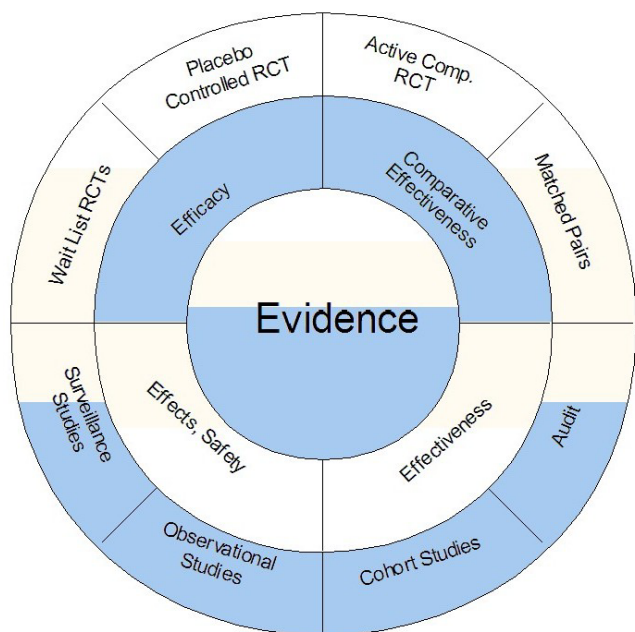 Placebo
Controlled RCT
Active Comp.
RCT
Wait List RCTs
Efficacy
Comparative
Effectiveness
Matched Pairs
Evidence
Surveillance
Studies
Effects, Safety
Effectiveness
Audit
Observational
Studies
Cohort Studies